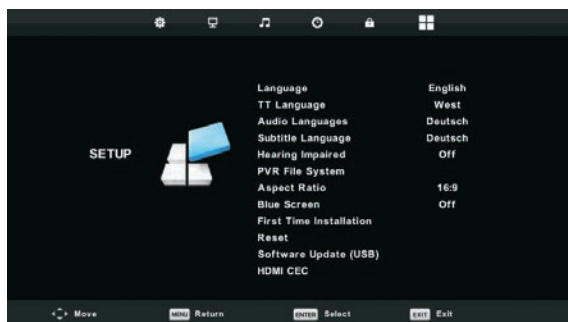 SETUP
Language English
TT Language West
Audio Languages Deutsch
Subtitle Language Deutsch
Hearing Impaired Off
PVR File System
Aspect Ratio 16:9
Blue Screen Off
First Time Installation
Reset
Software Update (USB)
HDMI CEC
Move MENU Return ENTER Select EXIT Exit